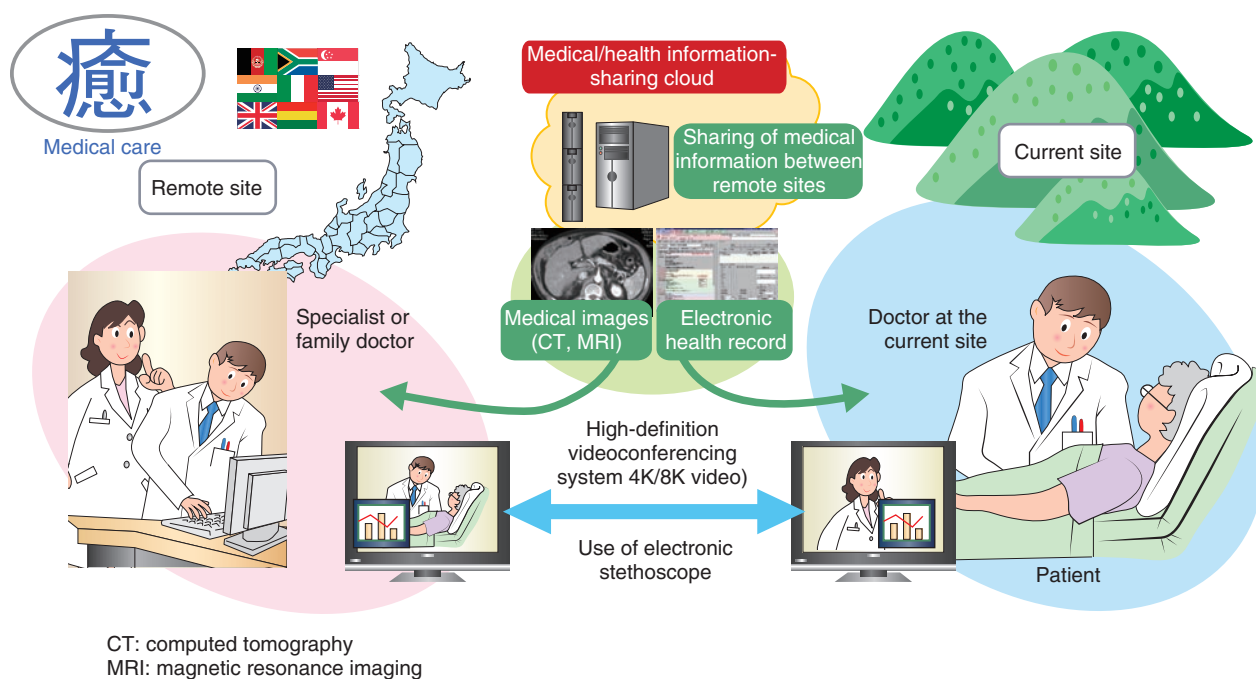 癒
Medical care
Remote site
Medical/health information-
sharing cloud
Sharing of medical
information between
remote sites
Current site
Specialist or
family doctor
Medical images
(CT, MRI)
Electronic
health record
Doctor at the
current site
High-definition
videoconferencing
system 4K/8K video)
Use of electronic
stethoscope
Patient
CT: computed tomography
MRI: magnetic resonance imaging